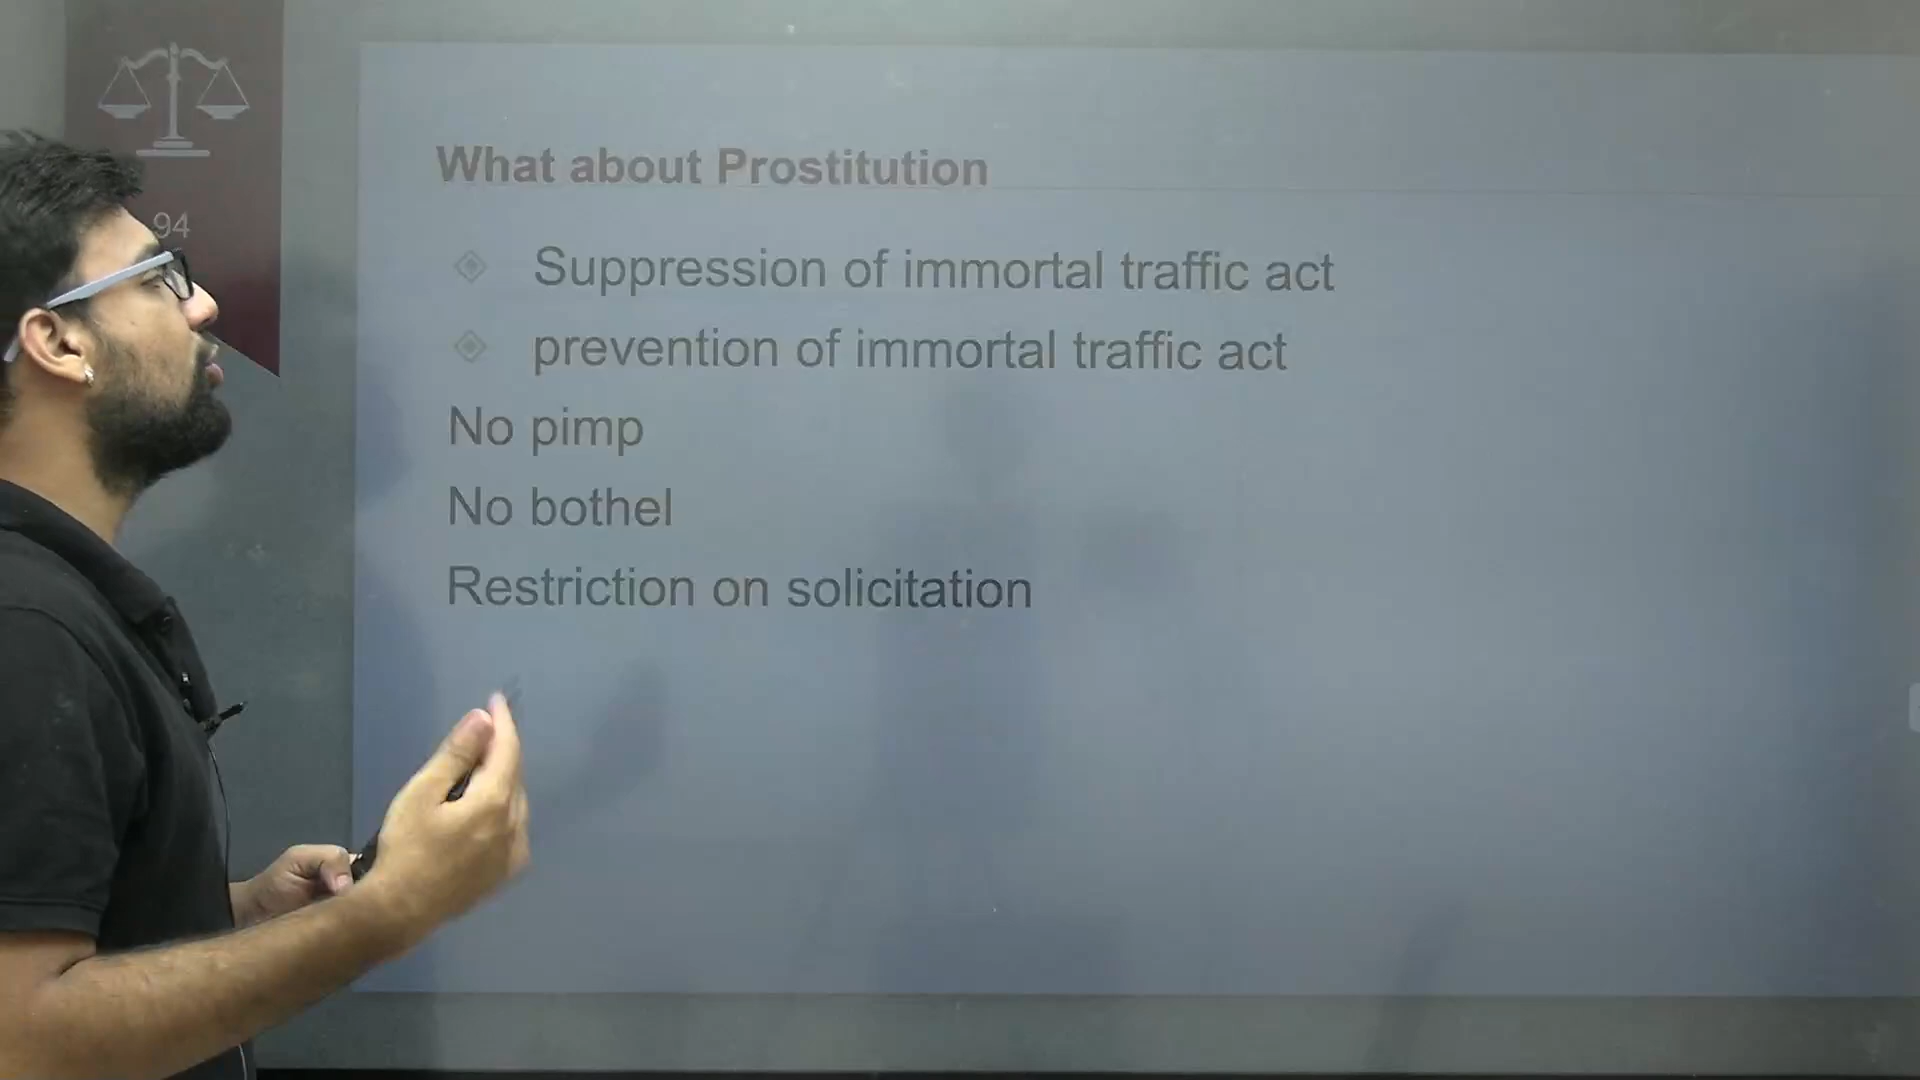 94
What about Prostitution
Suppression of immortal traffic act
prevention of immortal traffic act
No pimp
No bothel
Restriction on solicitation